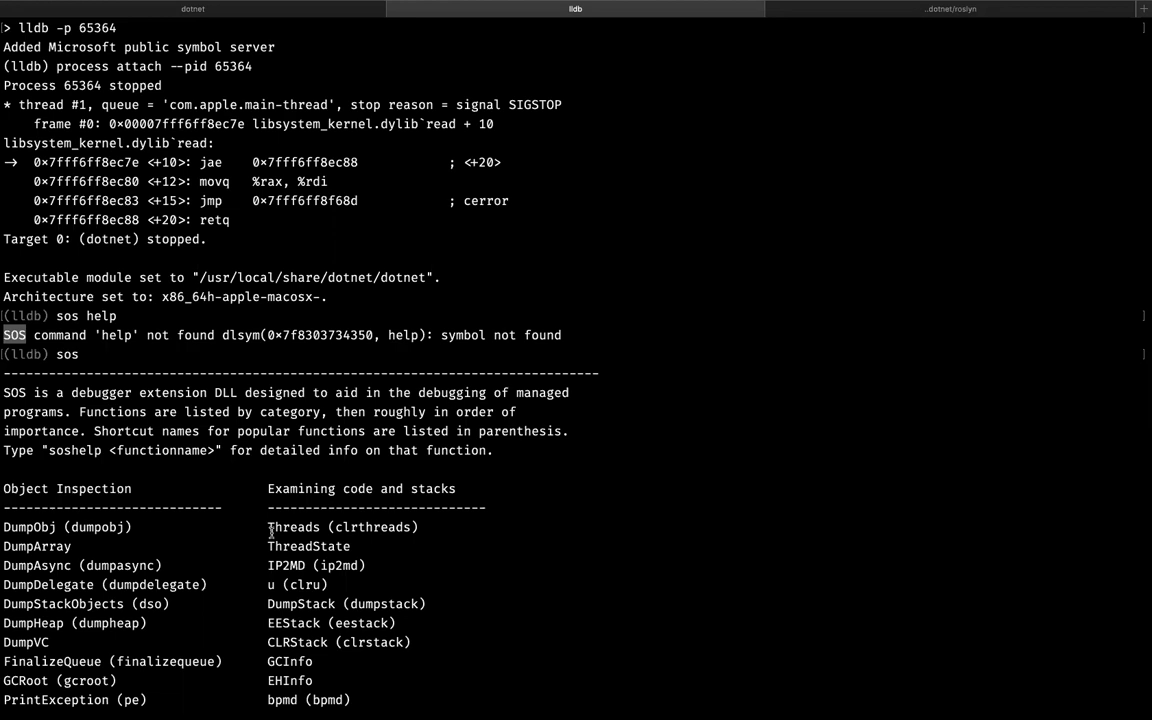 dotnet lldb ..dotnet/roslyn +
[> lldb -p 65364 ]
Added Microsoft public symbol server
(lldb) process attach --pid 65364
Process 65364 stopped
* thread #1, queue = 'com.apple.main-thread', stop reason = signal SIGSTOP
frame #0: 0x00007fff6ff8ec7e libsystem_kernel.dylib`read + 10
libsystem_kernel.dylib`read:
-> 0x7fff6ff8ec7e <+10>: jae 0x7fff6ff8ec88 ; <+20>
0x7fff6ff8ec80 <+12>: movq %rax, %rdi
0x7fff6ff8ec83 <+15>: jmp 0x7fff6ff8f68d ; cerror
0x7fff6ff8ec88 <+20>: retq
Target 0: (dotnet) stopped.
Executable module set to "/usr/local/share/dotnet/dotnet".
Architecture set to: x86_64h-apple-macosx-.
(lldb) sos help
SOS command 'help' not found dlsym(0x7f8303734350, help): symbol not found
[(lldb) sos ]
------------------------------------------------------------------------------
SOS is a debugger extension DLL designed to aid in the debugging of managed
programs. Functions are listed by category, then roughly in order of
importance. Shortcut names for popular functions are listed in parenthesis.
Type "soshelp <functionname>" for detailed info on that function.
Object Inspection Examining code and stacks
----------------------------- -----------------------------
DumpObj (dumpobj) Threads (clrthreads)
DumpArray ThreadState
DumpAsync (dumpasync) IP2MD (ip2md)
DumpDelegate (dumpdelegate) u (clru)
DumpStackObjects (dso) DumpStack (dumpstack)
DumpHeap (dumpheap) EEStack (eestack)
DumpVC CLRStack (clrstack)
FinalizeQueue (finalizequeue) GCInfo
GCRoot (gcroot) EHInfo
PrintException (pe) bpmd (bpmd)